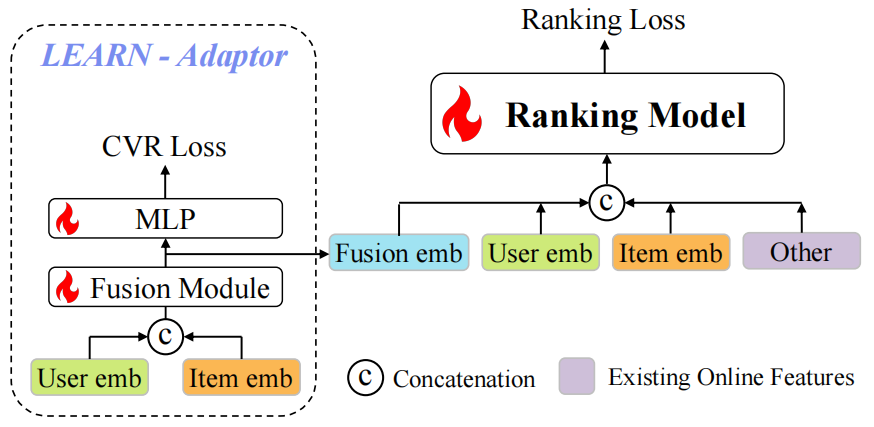 LEARN - Adaptor
CVR Loss
MLP
Fusion Module
c
User emb
Item emb
Ranking Loss
Ranking Model
c
Fusion emb
User emb
Item emb
Other
c Concatenation
Existing Online Features